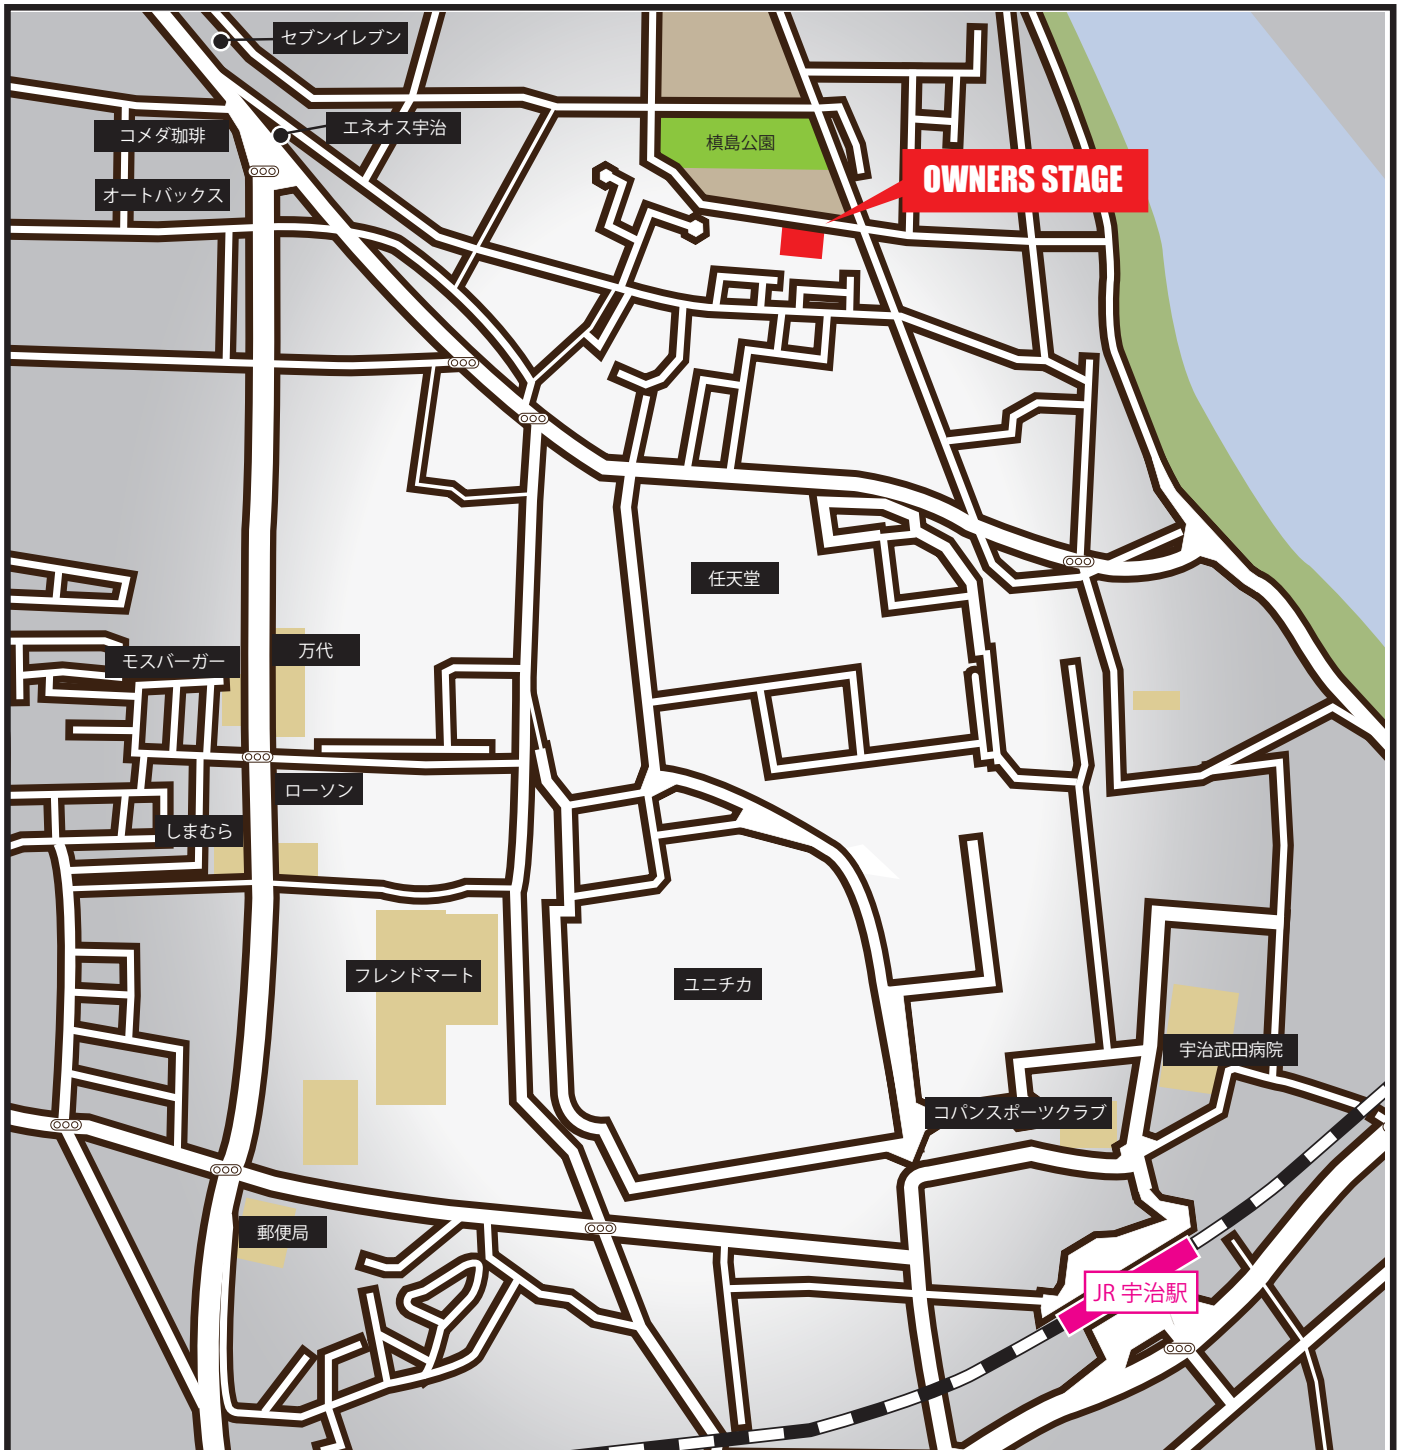 セブンイレブン
エネオス宇治
コメダ珈琲
槙島公園
OWNERS STAGE
オートバックス
任天堂
万代
モスバーガー
ローソン
しまむら
フレンドマート
ユニチカ
宇治武田病院
コパンスポーツクラブ
郵便局
JR 宇治駅